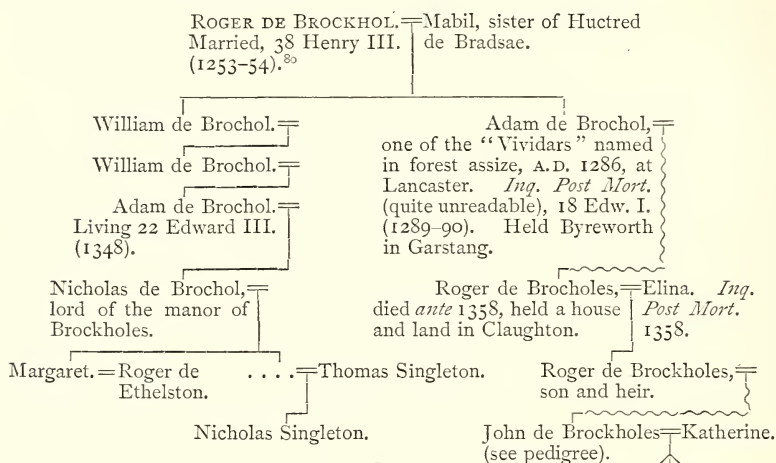 ROGER DE BROCKHOL.=Mabil, sister of Huctred
Married, 38 Henry III. de Bradsae.
(1253–54).⁸⁰
William de Brochol.=
William de Brochol.=
Adam de Brochol.=
Living 22 Edward III.
(1348).
Adam de Brochol,=
one of the "Vividars" named
in forest assize, A.D. 1286, at
Lancaster. Inq. Post Mort.
(quite unreadable), 18 Edw. I.
(1289–90). Held Byreworth
in Garstang.
Nicholas de Brochol,=
lord of the manor of
Brockholes.
Roger de Brocholes,=Elina. Inq.
died ante 1358, held a house Post Mort.
and land in Claughton. 1358.
Margaret.=Roger de
Ethelston.
. . . .=Thomas Singleton.
Roger de Brockholes,=
son and heir.
Nicholas Singleton.
John de Brockholes=Katherine.
(see pedigree).